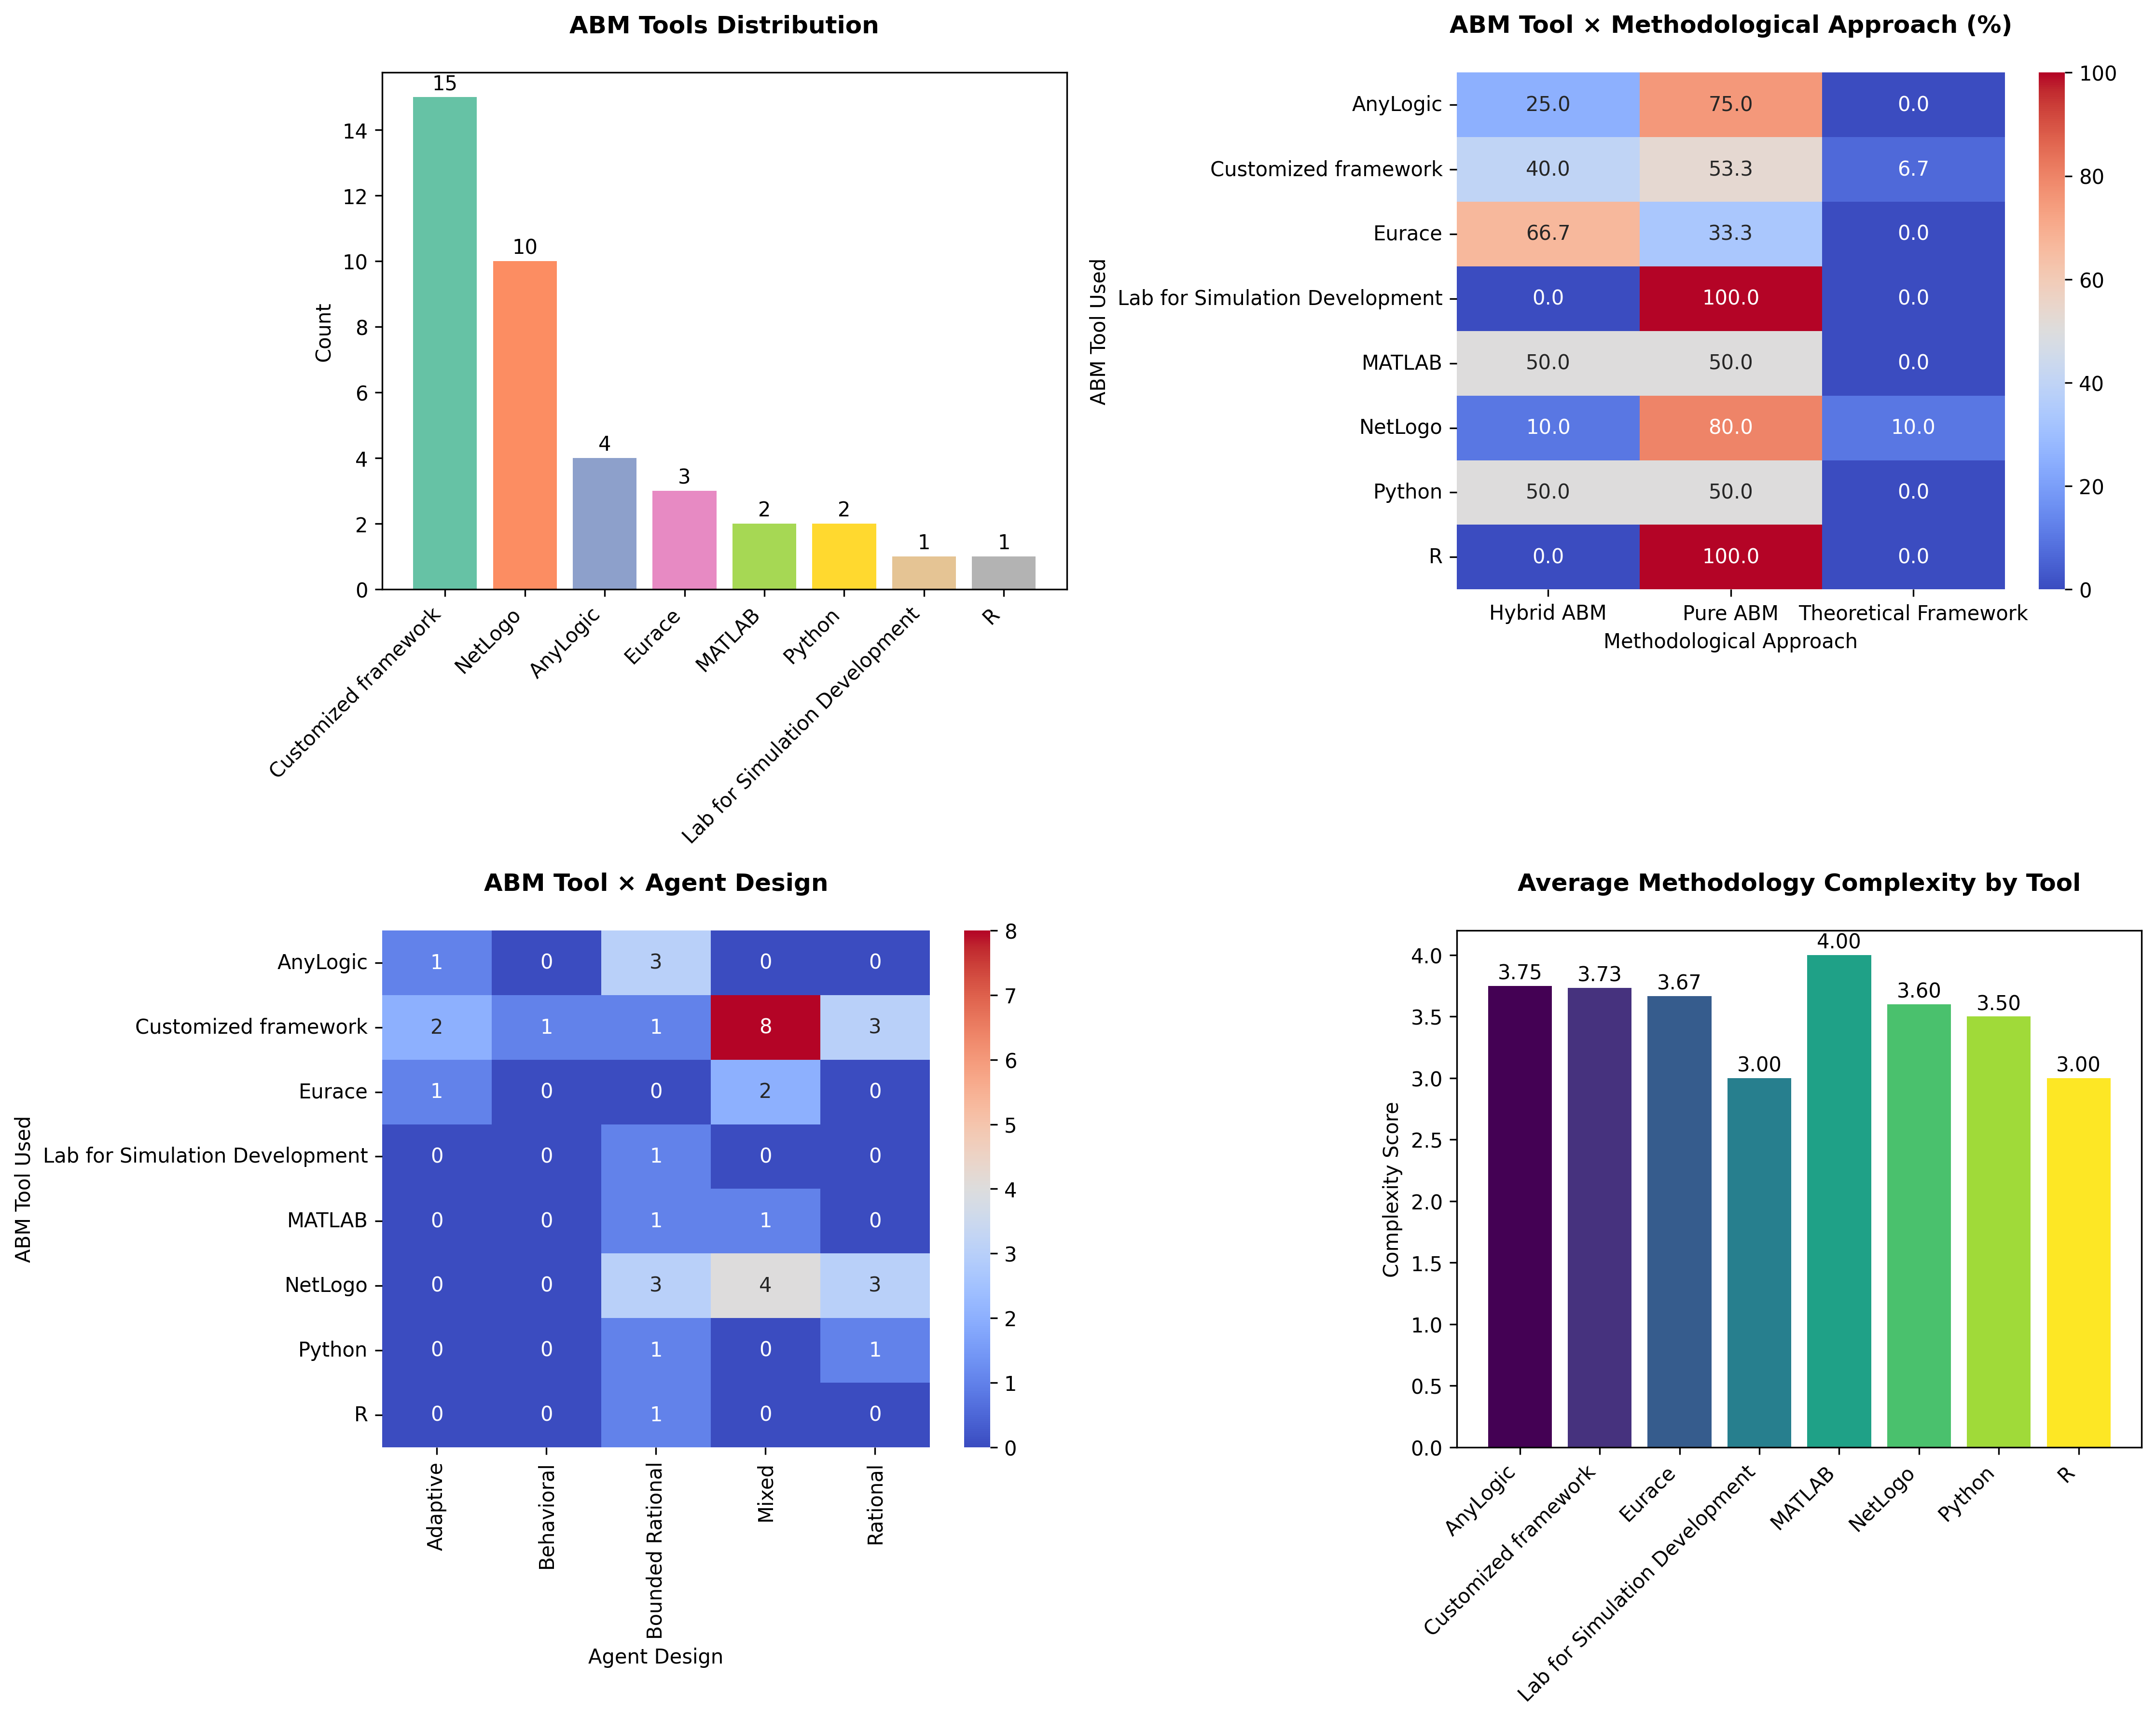 ABM Tools Distribution
15
10
4
3
2
2
1
1
14
12
10
8
6
4
2
0
Count
Customized framework
NetLogo
AnyLogic
Eurace
MATLAB
Python
Lab for Simulation Development
R
ABM Tool × Methodological Approach (%)
ABM Tool Used
AnyLogic 25.0 75.0 0.0
Customized framework 40.0 53.3 6.7
Eurace 66.7 33.3 0.0
Lab for Simulation Development 0.0 100.0 0.0
MATLAB 50.0 50.0 0.0
NetLogo 10.0 80.0 10.0
Python 50.0 50.0 0.0
R 0.0 100.0 0.0
Hybrid ABM Pure ABM Theoretical Framework
Methodological Approach
100
80
60
40
20
0
ABM Tool × Agent Design
ABM Tool Used
AnyLogic 1 0 3 0 0
Customized framework 2 1 1 8 3
Eurace 1 0 0 2 0
Lab for Simulation Development 0 0 1 0 0
MATLAB 0 0 1 1 0
NetLogo 0 0 3 4 3
Python 0 0 1 0 1
R 0 0 1 0 0
Adaptive
Behavioral
Bounded Rational
Mixed
Rational
Agent Design
8
7
6
5
4
3
2
1
0
Average Methodology Complexity by Tool
3.75
3.73
3.67
3.00
4.00
3.60
3.50
3.00
4.0
3.5
3.0
2.5
2.0
1.5
1.0
0.5
0.0
Complexity Score
AnyLogic
Customized framework
Eurace
Lab for Simulation Development
MATLAB
NetLogo
Python
R